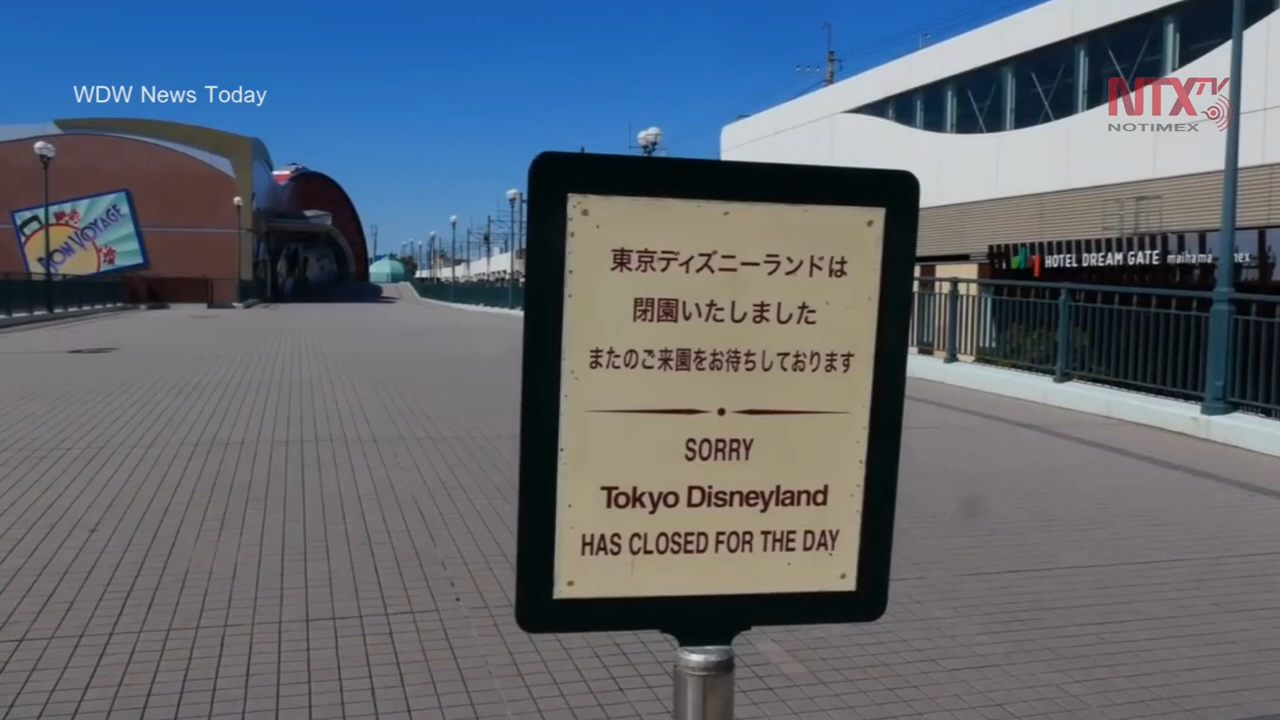 WDW News Today
NTX TV
NOTIMEX
BON VOYAGE
HOTEL DREAM GATE maihama
東京ディズニーランドは
閉園いたしました
またのご来園をお待ちしております
SORRY
Tokyo Disneyland
HAS CLOSED FOR THE DAY